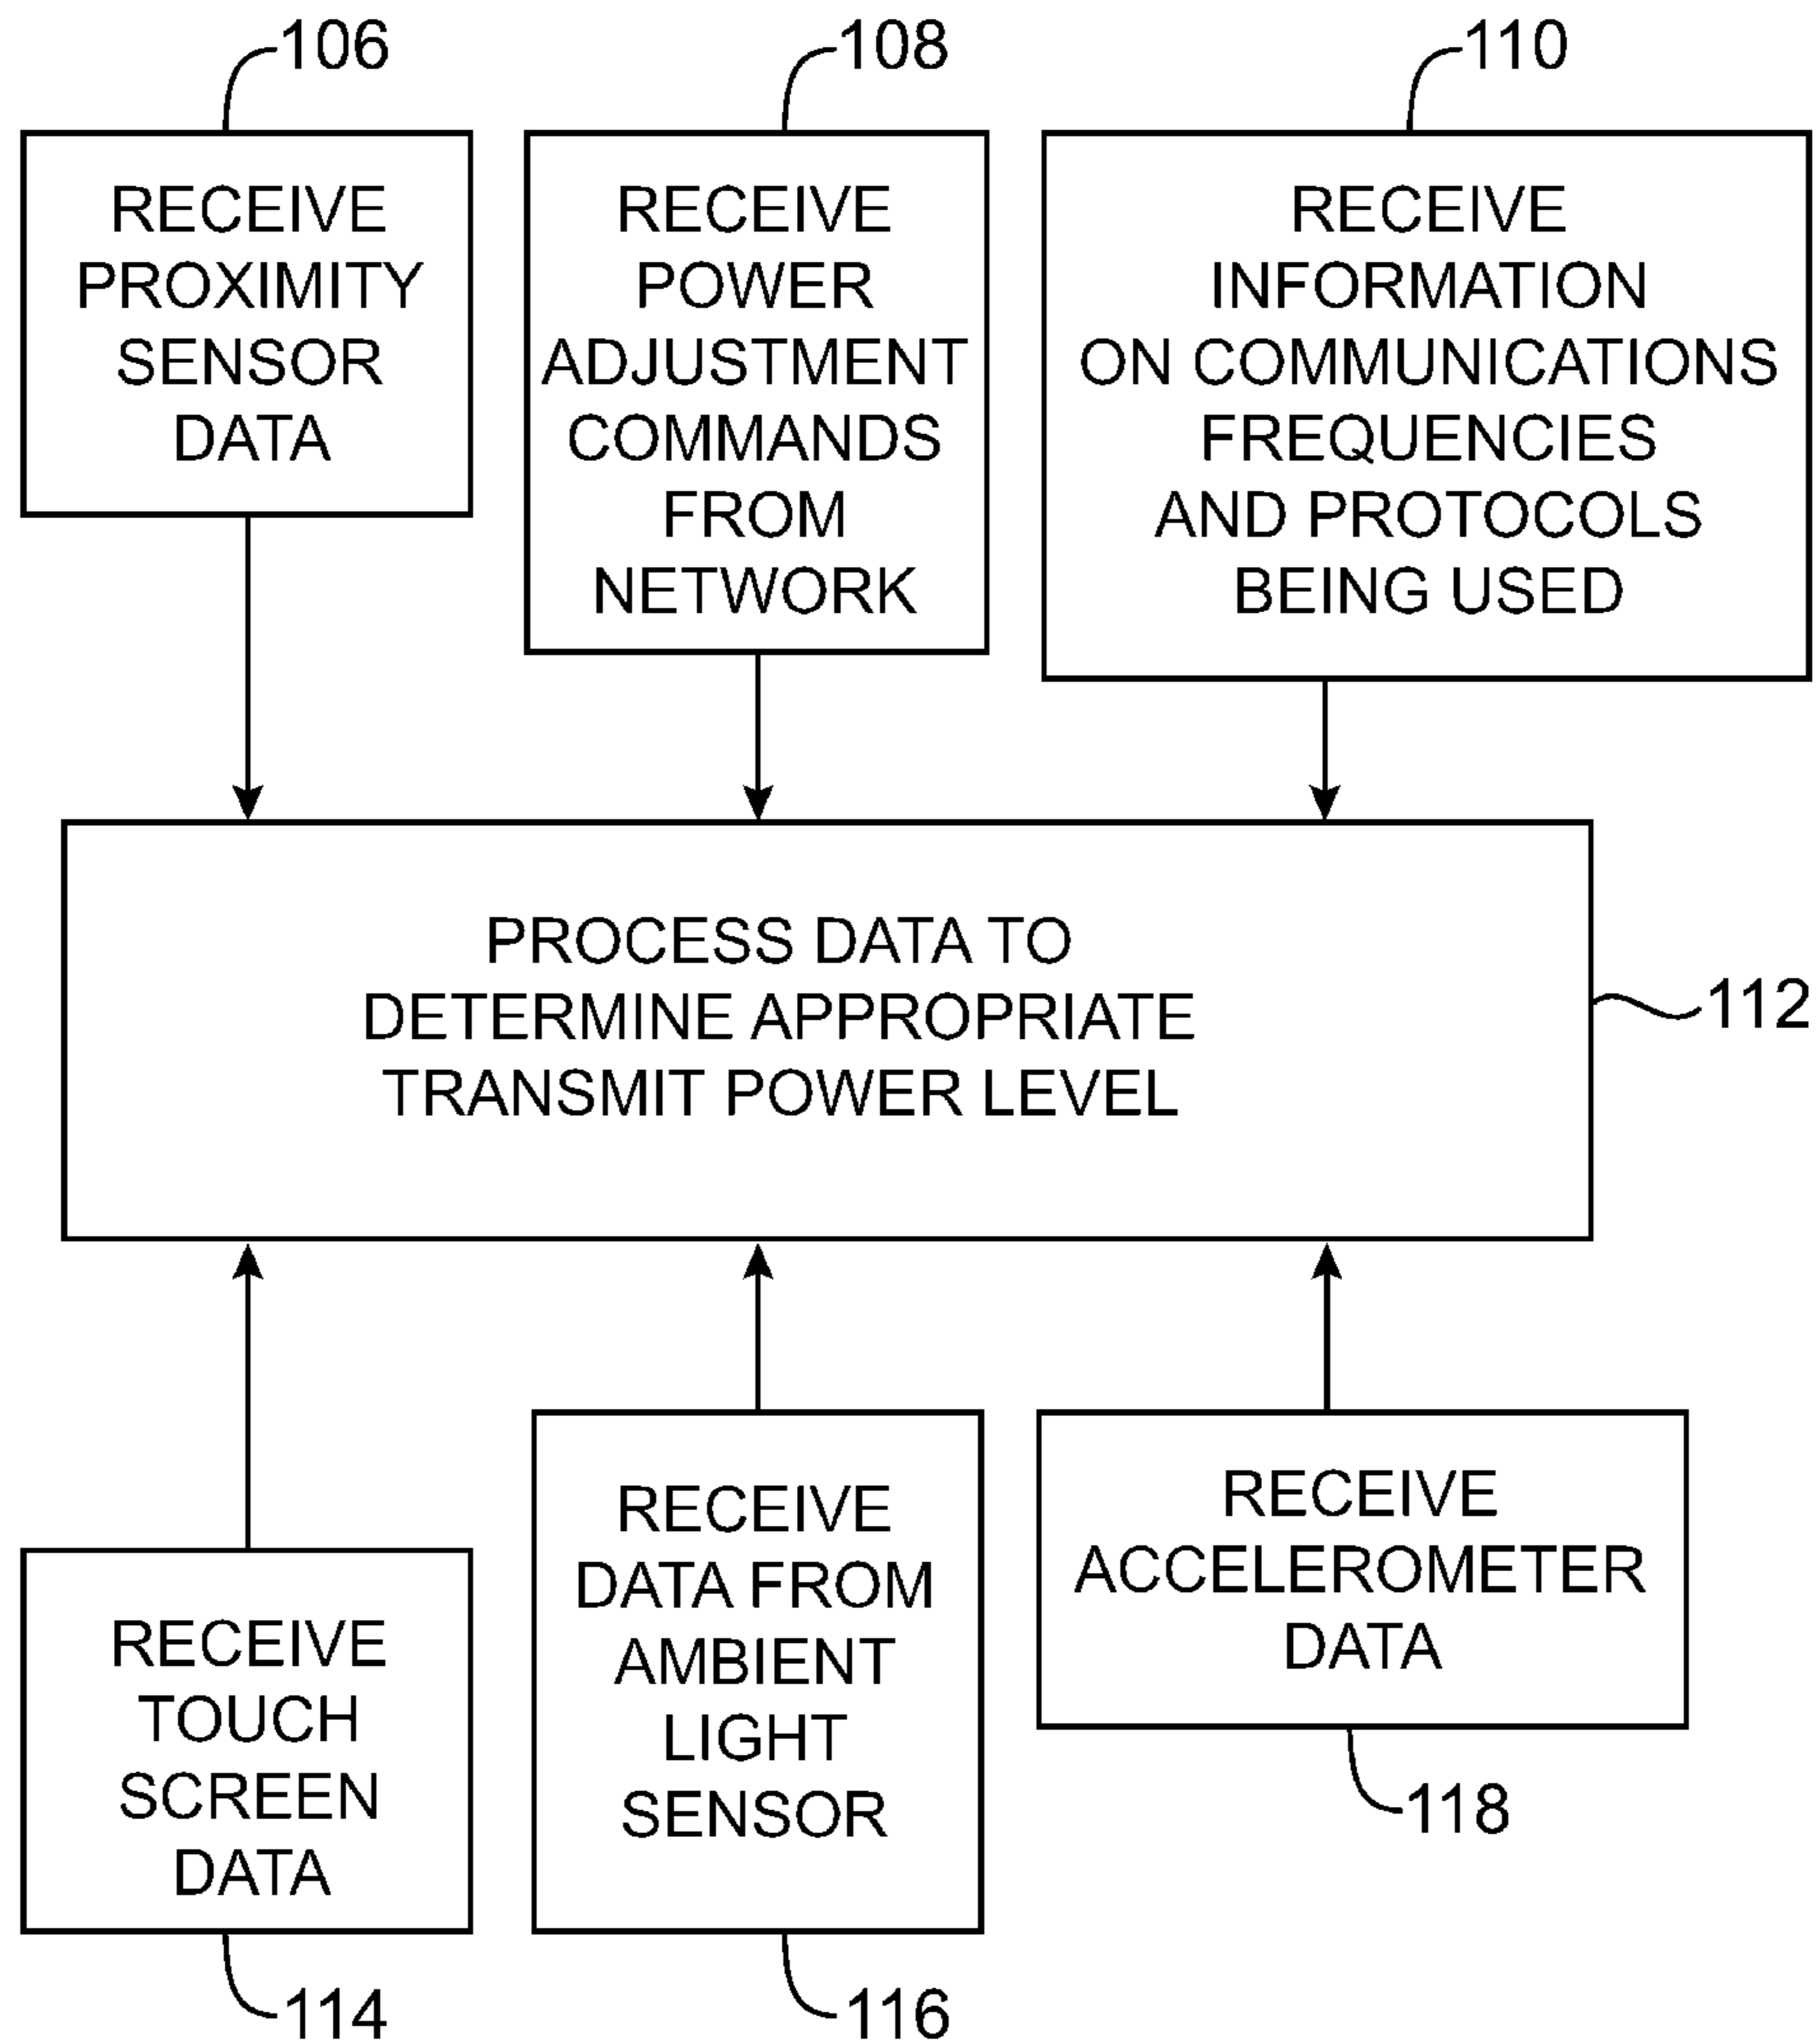 106
RECEIVE
PROXIMITY
SENSOR
DATA
108
RECEIVE
POWER
ADJUSTMENT
COMMANDS
FROM
NETWORK
110
RECEIVE
INFORMATION
ON COMMUNICATIONS
FREQUENCIES
AND PROTOCOLS
BEING USED
PROCESS DATA TO
DETERMINE APPROPRIATE
TRANSMIT POWER LEVEL
112
RECEIVE
TOUCH
SCREEN
DATA
114
RECEIVE
DATA FROM
AMBIENT
LIGHT
SENSOR
116
RECEIVE
ACCELEROMETER
DATA
118